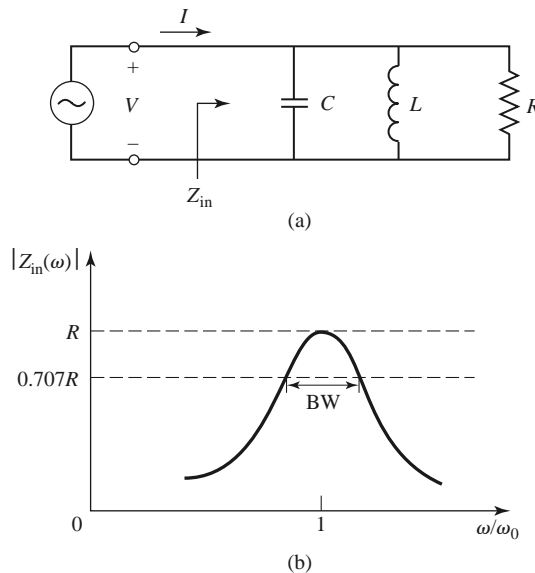 I
+
V
−
Z_in
C
L
R
(a)
|Z_in(ω)|
R
0.707R
BW
0
1
ω/ω_0
(b)